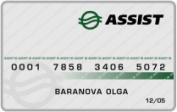 ASSIST
0001 7858 3406 5072
BARANOVA OLGA
12/05